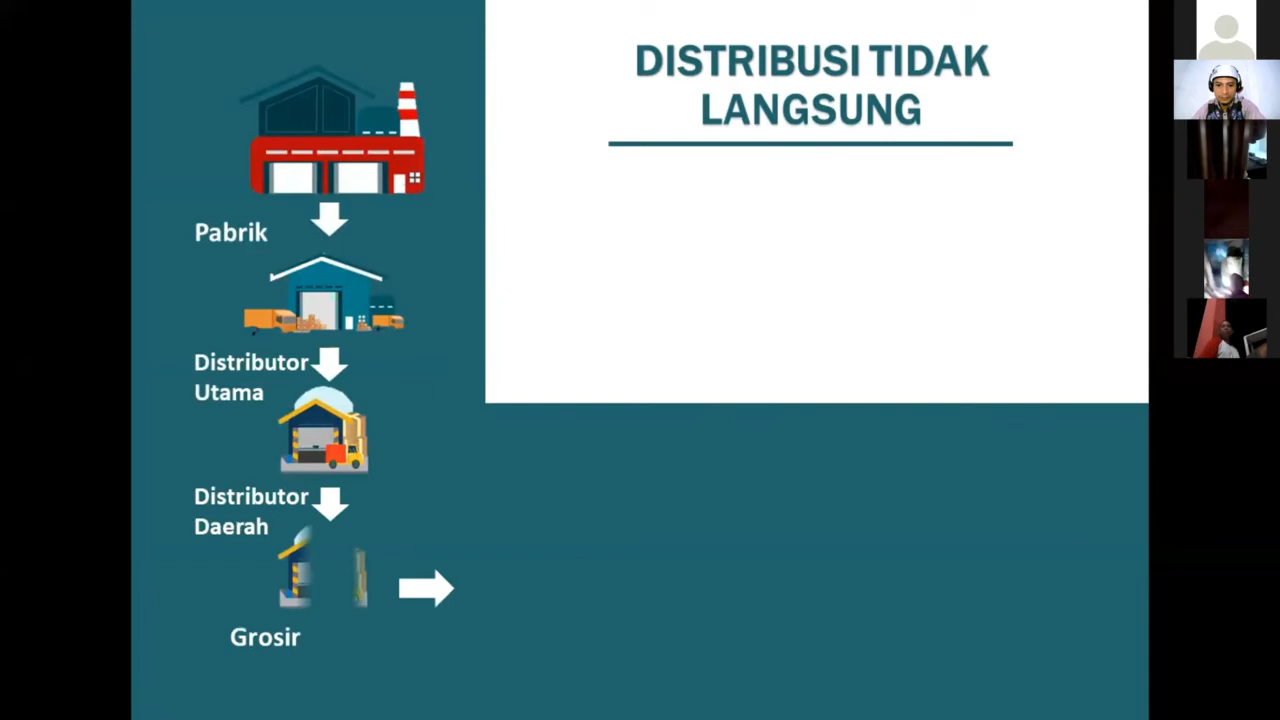 DISTRIBUSI TIDAK
LANGSUNG
Pabrik
Distributor
Utama
Distributor
Daerah
Grosir